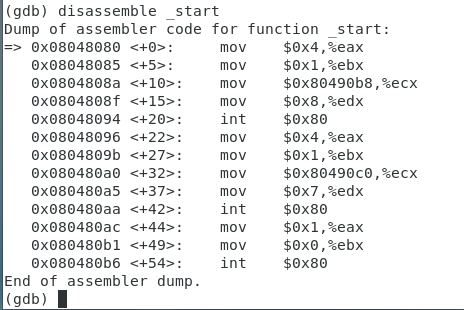 (gdb) disassemble _start
Dump of assembler code for function _start:
=> 0x08048080 <+0>:     mov    $0x4,%eax
   0x08048085 <+5>:     mov    $0x1,%ebx
   0x0804808a <+10>:    mov    $0x80490b8,%ecx
   0x0804808f <+15>:    mov    $0x8,%edx
   0x08048094 <+20>:    int    $0x80
   0x08048096 <+22>:    mov    $0x4,%eax
   0x0804809b <+27>:    mov    $0x1,%ebx
   0x080480a0 <+32>:    mov    $0x80490c0,%ecx
   0x080480a5 <+37>:    mov    $0x7,%edx
   0x080480aa <+42>:    int    $0x80
   0x080480ac <+44>:    mov    $0x1,%eax
   0x080480b1 <+49>:    mov    $0x0,%ebx
   0x080480b6 <+54>:    int    $0x80
End of assembler dump.
(gdb)